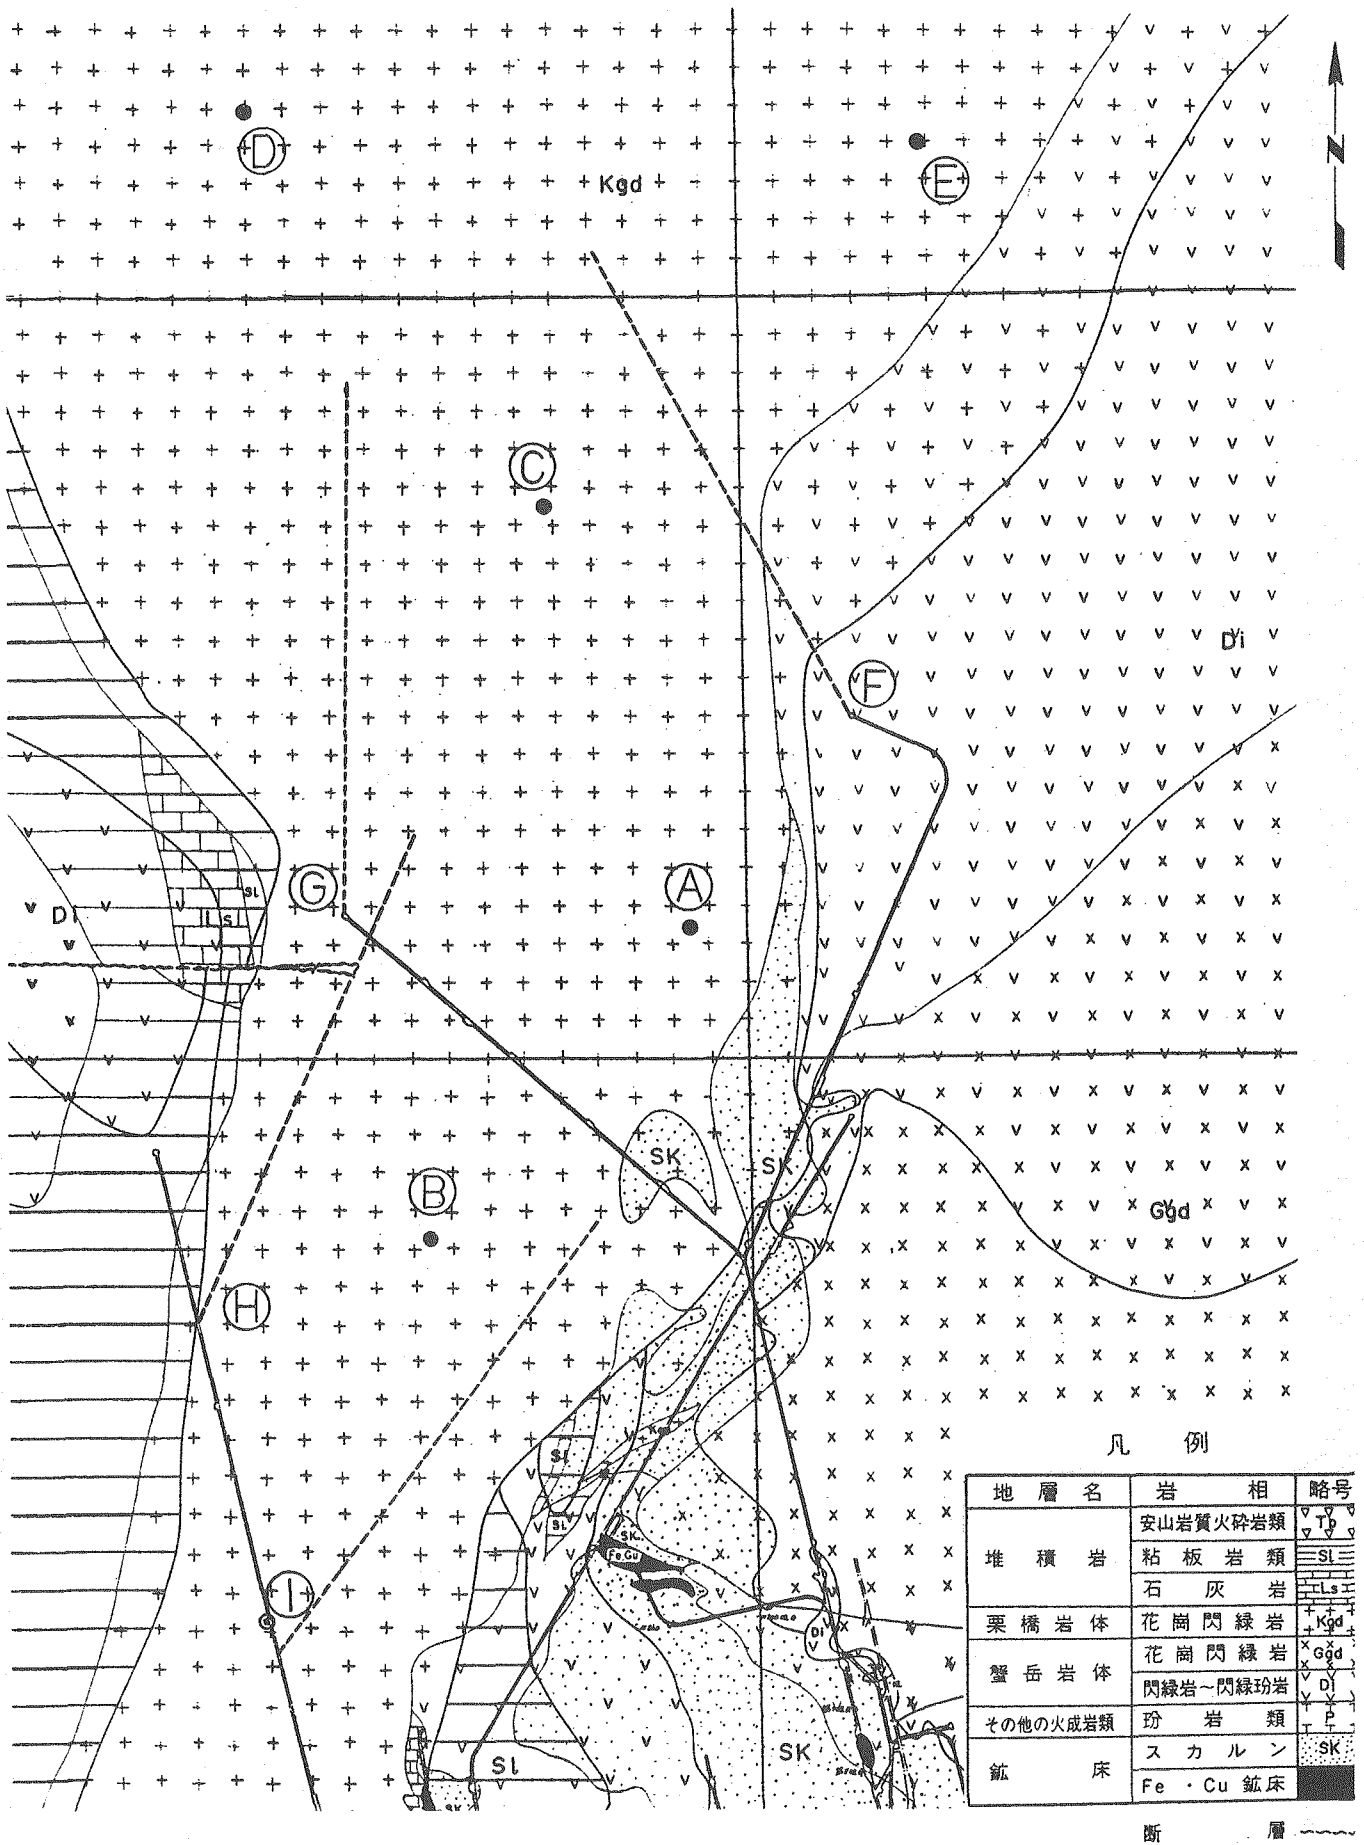 N
D
E
Kgd
C
Di
F
G
A
Sl
Di
Ls
SK
SK
B
Ggd
H
Sl
Sl
SK
Fe,Cu
I
Di
SK
Sl
SK
凡 例
地層名 岩相 略号
堆積岩 安山岩質火砕岩類 Tp
粘板岩類 Sl
石灰岩 Ls
栗橋岩体 花崗閃緑岩 Kgd
蟹岳岩体 花崗閃緑岩 Ggd
閃緑岩~閃緑玢岩 Di
その他の火成岩類 玢岩類 P
鉱床 スカルン SK
Fe・Cu 鉱床
断層